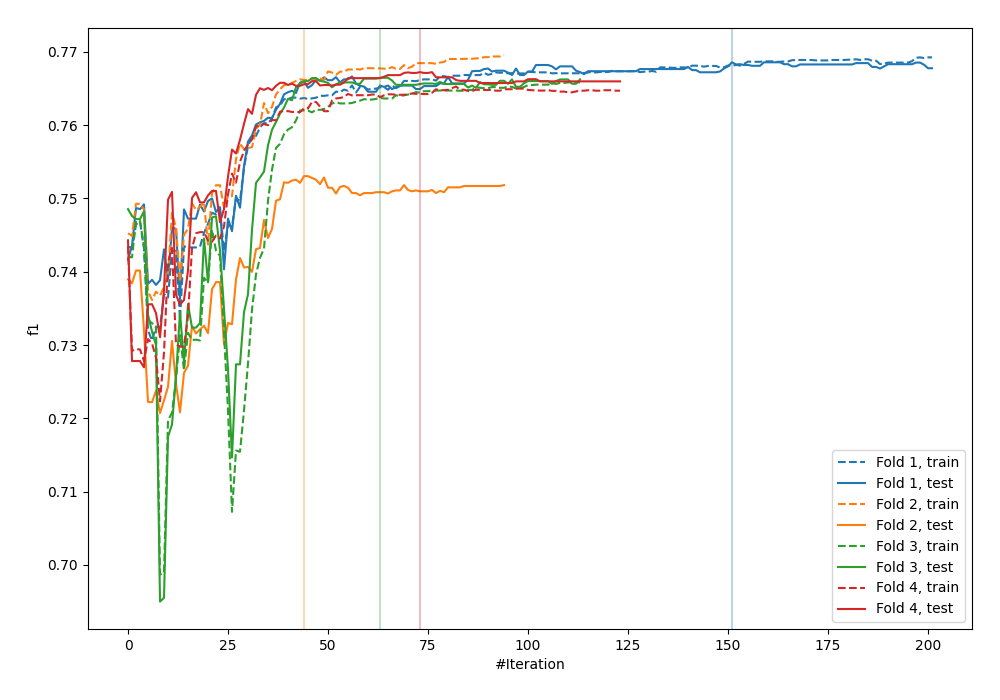 0.77
0.76
0.75
0.74
0.73
0.72
0.71
0.70
f1
0
25
50
75
100
125
150
175
200
#Iteration
Fold 1, train
Fold 1, test
Fold 2, train
Fold 2, test
Fold 3, train
Fold 3, test
Fold 4, train
Fold 4, test